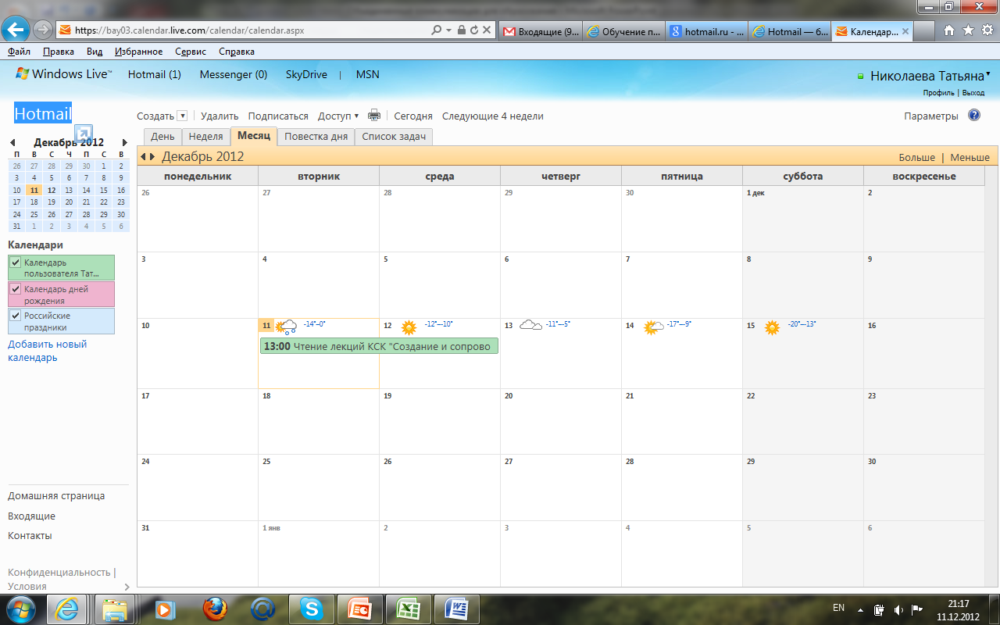 https://bay03.calendar.live.com/calendar/calendar.aspx
Входящие (9...
Обучение п...
hotmail.ru - ...
Hotmail — б...
Календар...
Файл Правка Вид Избранное Сервис Справка
Windows Live™ Hotmail (1) Messenger (0) SkyDrive | MSN
Николаева Татьяна
Профиль | Выход
Hotmail
Создать Удалить Подписаться Доступ Сегодня Следующие 4 недели
Параметры
День Неделя Месяц Повестка дня Список задач
Декабрь 2012
П В С Ч П С В
26 27 28 29 30 1 2
3 4 5 6 7 8 9
10 11 12 13 14 15 16
17 18 19 20 21 22 23
24 25 26 27 28 29 30
31 1 2 3 4 5 6
Календари
Календарь
пользователя Тат...
Календарь дней
рождения
Российские
праздники
Добавить новый
календарь
Домашняя страница
Входящие
Контакты
Конфиденциальность |
Условия
Декабрь 2012
Больше | Меньше
понедельник вторник среда четверг пятница суббота воскресенье
26 27 28 29 30 1 дек 2
3 4 5 6 7 8 9
10 11 -14°–0° 12 -12°–-10° 13 -11°–-5° 14 -17°–-9° 15 -20°–-13° 16
13:00 Чтение лекций КСК "Создание и сопрово
17 18 19 20 21 22 23
24 25 26 27 28 29 30
31 1 янв 2 3 4 5 6
EN
21:17
11.12.2012